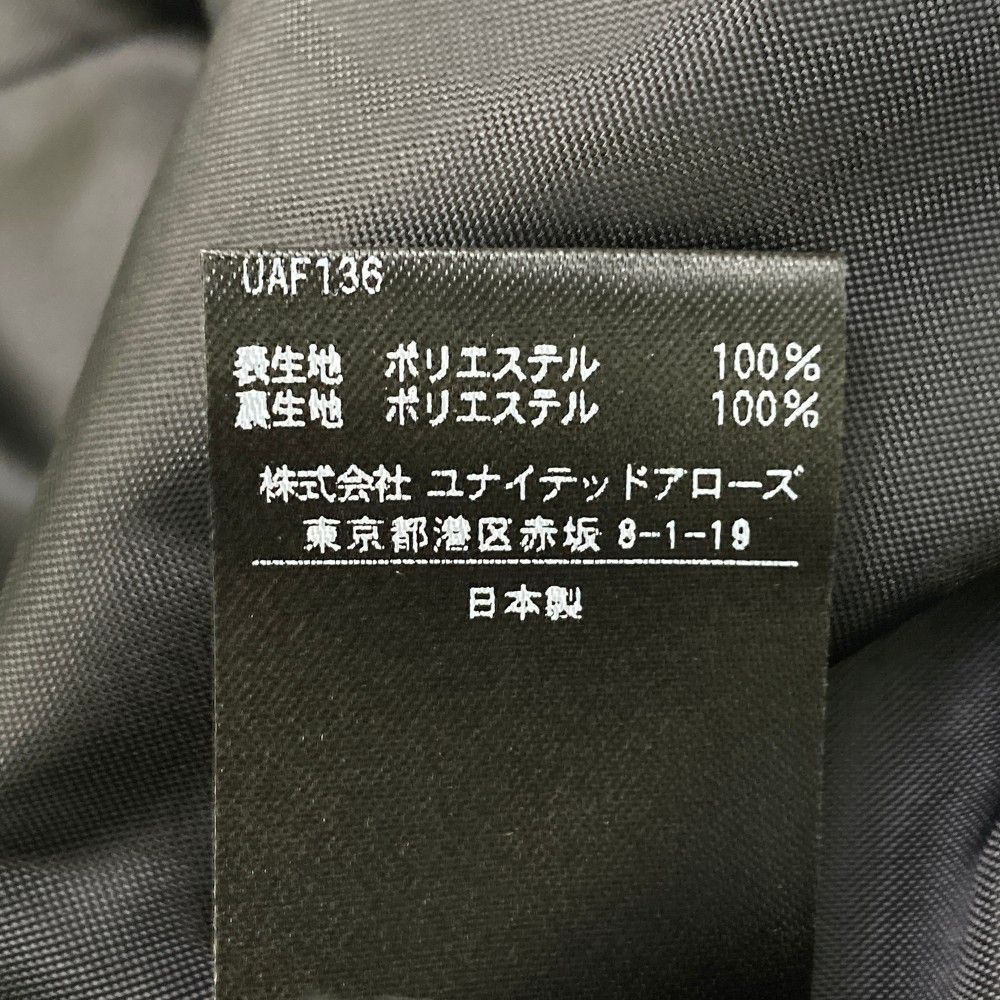 UAF136
表生地 ポリエステル 100%
裏生地 ポリエステル 100%
株式会社 ユナイテッドアローズ
東京都港区赤坂 8-1-19
日本製